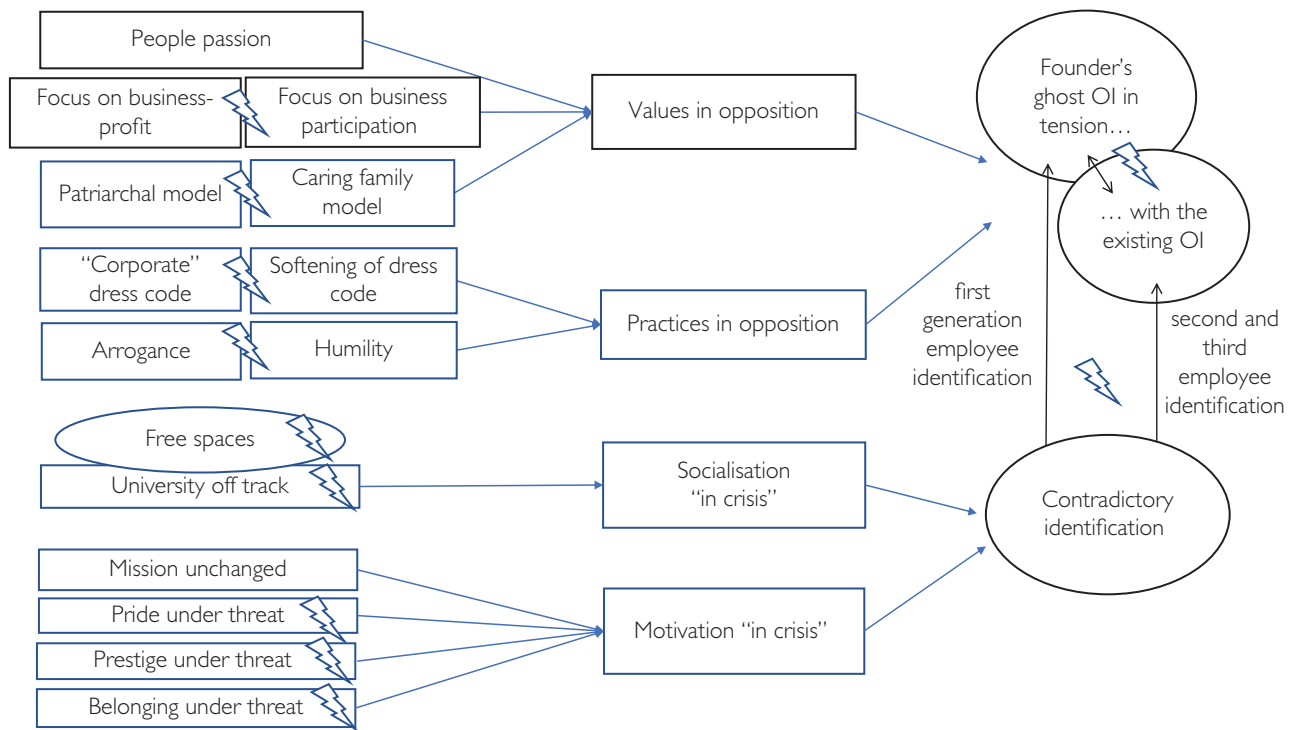 People passion
Focus on business-
profit
Focus on business
participation
Patriarchal model
Caring family
model
"Corporate"
dress code
Softening of dress
code
Arrogance
Humility
Free spaces
University off track
Mission unchanged
Pride under threat
Prestige under threat
Belonging under threat
Values in opposition
Practices in opposition
Socialisation
"in crisis"
Motivation "in crisis"
Founder's
ghost OI in
tension…
… with the
existing OI
first
generation
employee
identification
second and
third
employee
identification
Contradictory
identification